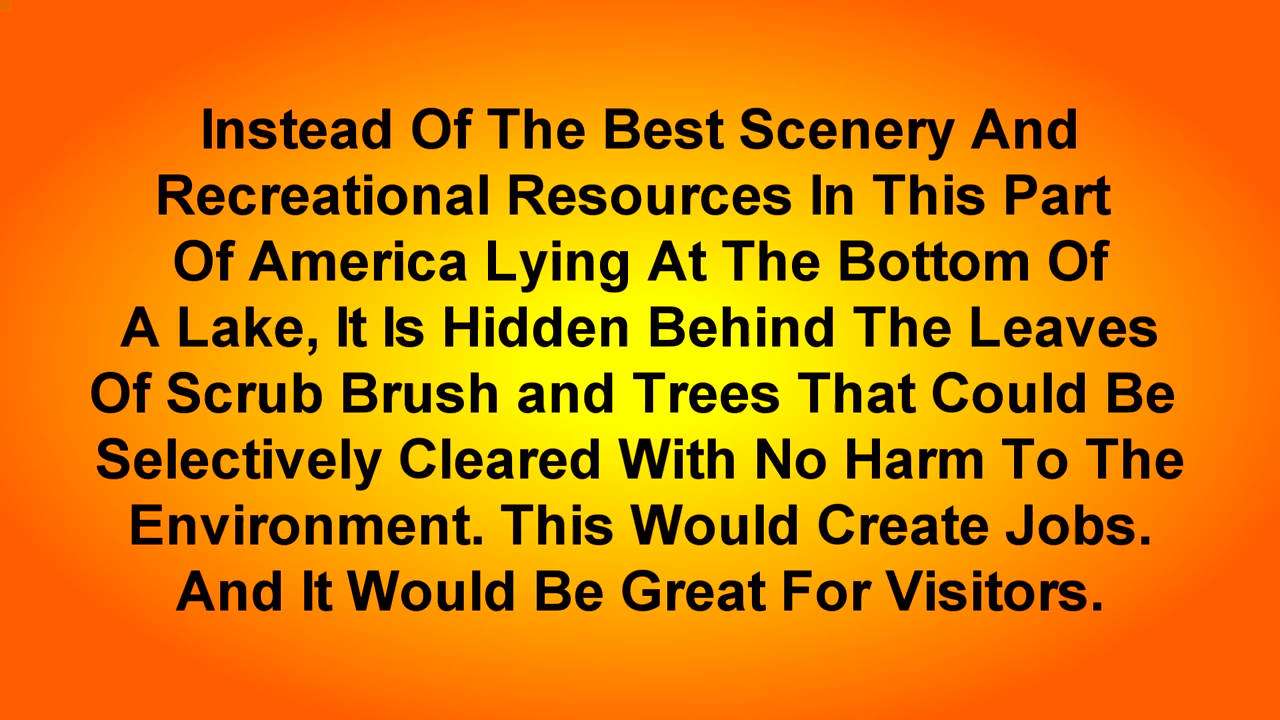 Instead Of The Best Scenery And
Recreational Resources In This Part
Of America Lying At The Bottom Of
A Lake, It Is Hidden Behind The Leaves
Of Scrub Brush and Trees That Could Be
Selectively Cleared With No Harm To The
Environment. This Would Create Jobs.
And It Would Be Great For Visitors.